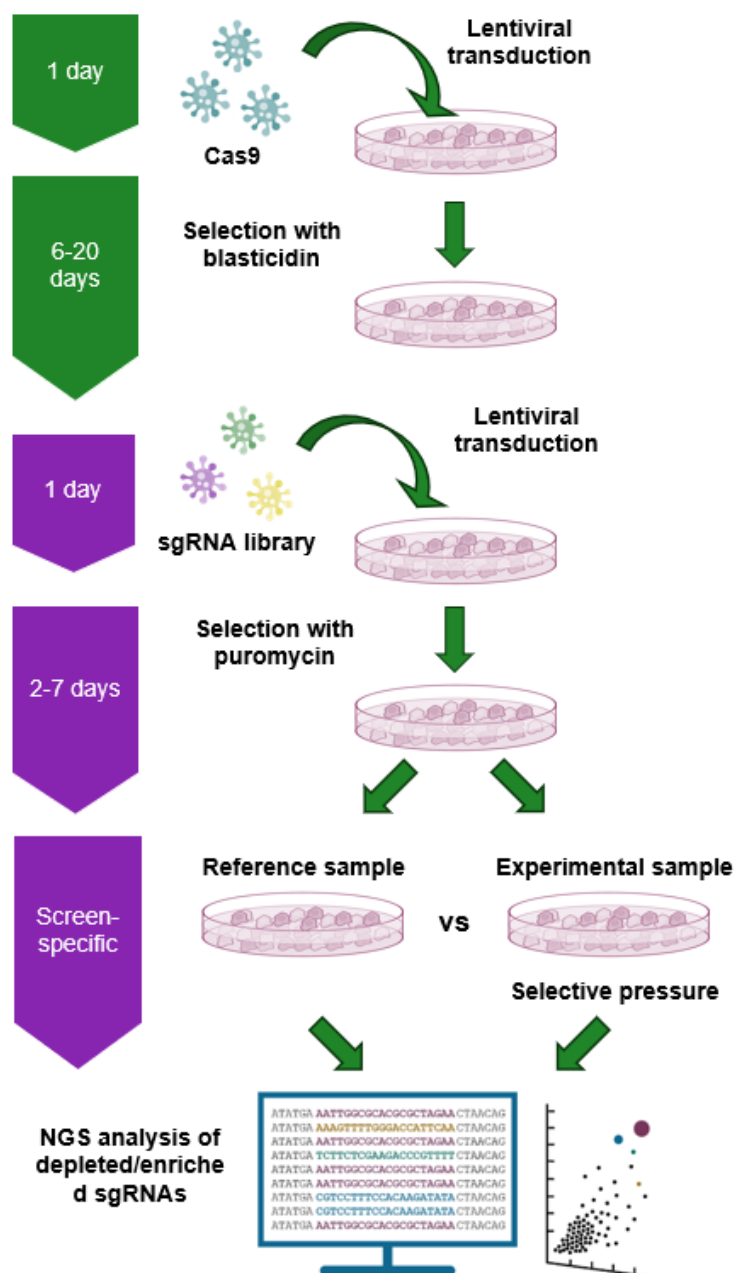 1 day
Lentiviral
transduction
Cas9
6-20
days
Selection with
blasticidin
1 day
Lentiviral
transduction
sgRNA library
2-7 days
Selection with
puromycin
Screen-
specific
Reference sample
vs
Experimental sample
Selective pressure
NGS analysis of
depleted/enriche
d sgRNAs
ATATGA AATTGGCGCACGCGCTAGAA CTAACAG
ATATGA AAAGTTTTGGGACCATTCAA CTAACAG
ATATGA AATTGGCGCACGCGCTAGAA CTAACAG
ATATGA TCTTCTCGAAGACCCGTTTT CTAACAG
ATATGA AATTGGCGCACGCGCTAGAA CTAACAG
ATATGA AATTGGCGCACGCGCTAGAA CTAACAG
ATATGA CGTCCTTTCCACAAGATATA CTAACAG
ATATGA CGTCCTTTCCACAAGATATA CTAACAG
ATATGA AATTGGCGCACGCGCTAGAA CTAACAG